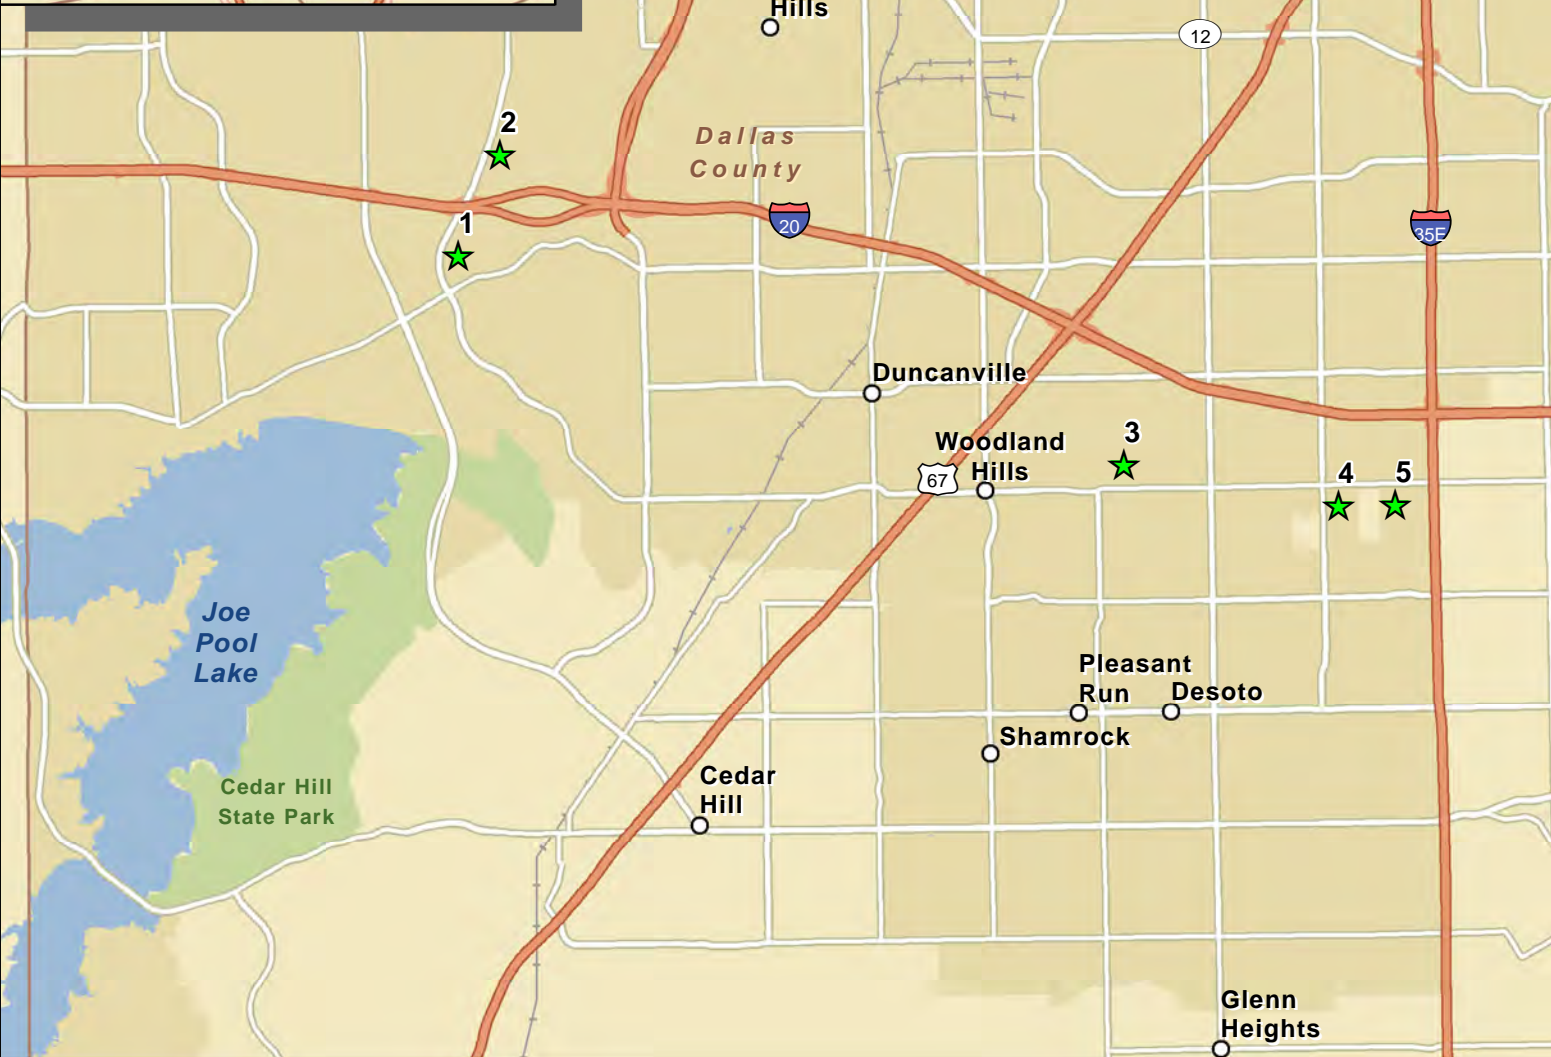 Hills
12
2
Dallas
County
1
20
35E
Duncanville
3
Woodland
Hills
67
4
5
Joe
Pool
Lake
Pleasant
Run
Desoto
Shamrock
Cedar
Hill
Cedar Hill
State Park
Glenn
Heights